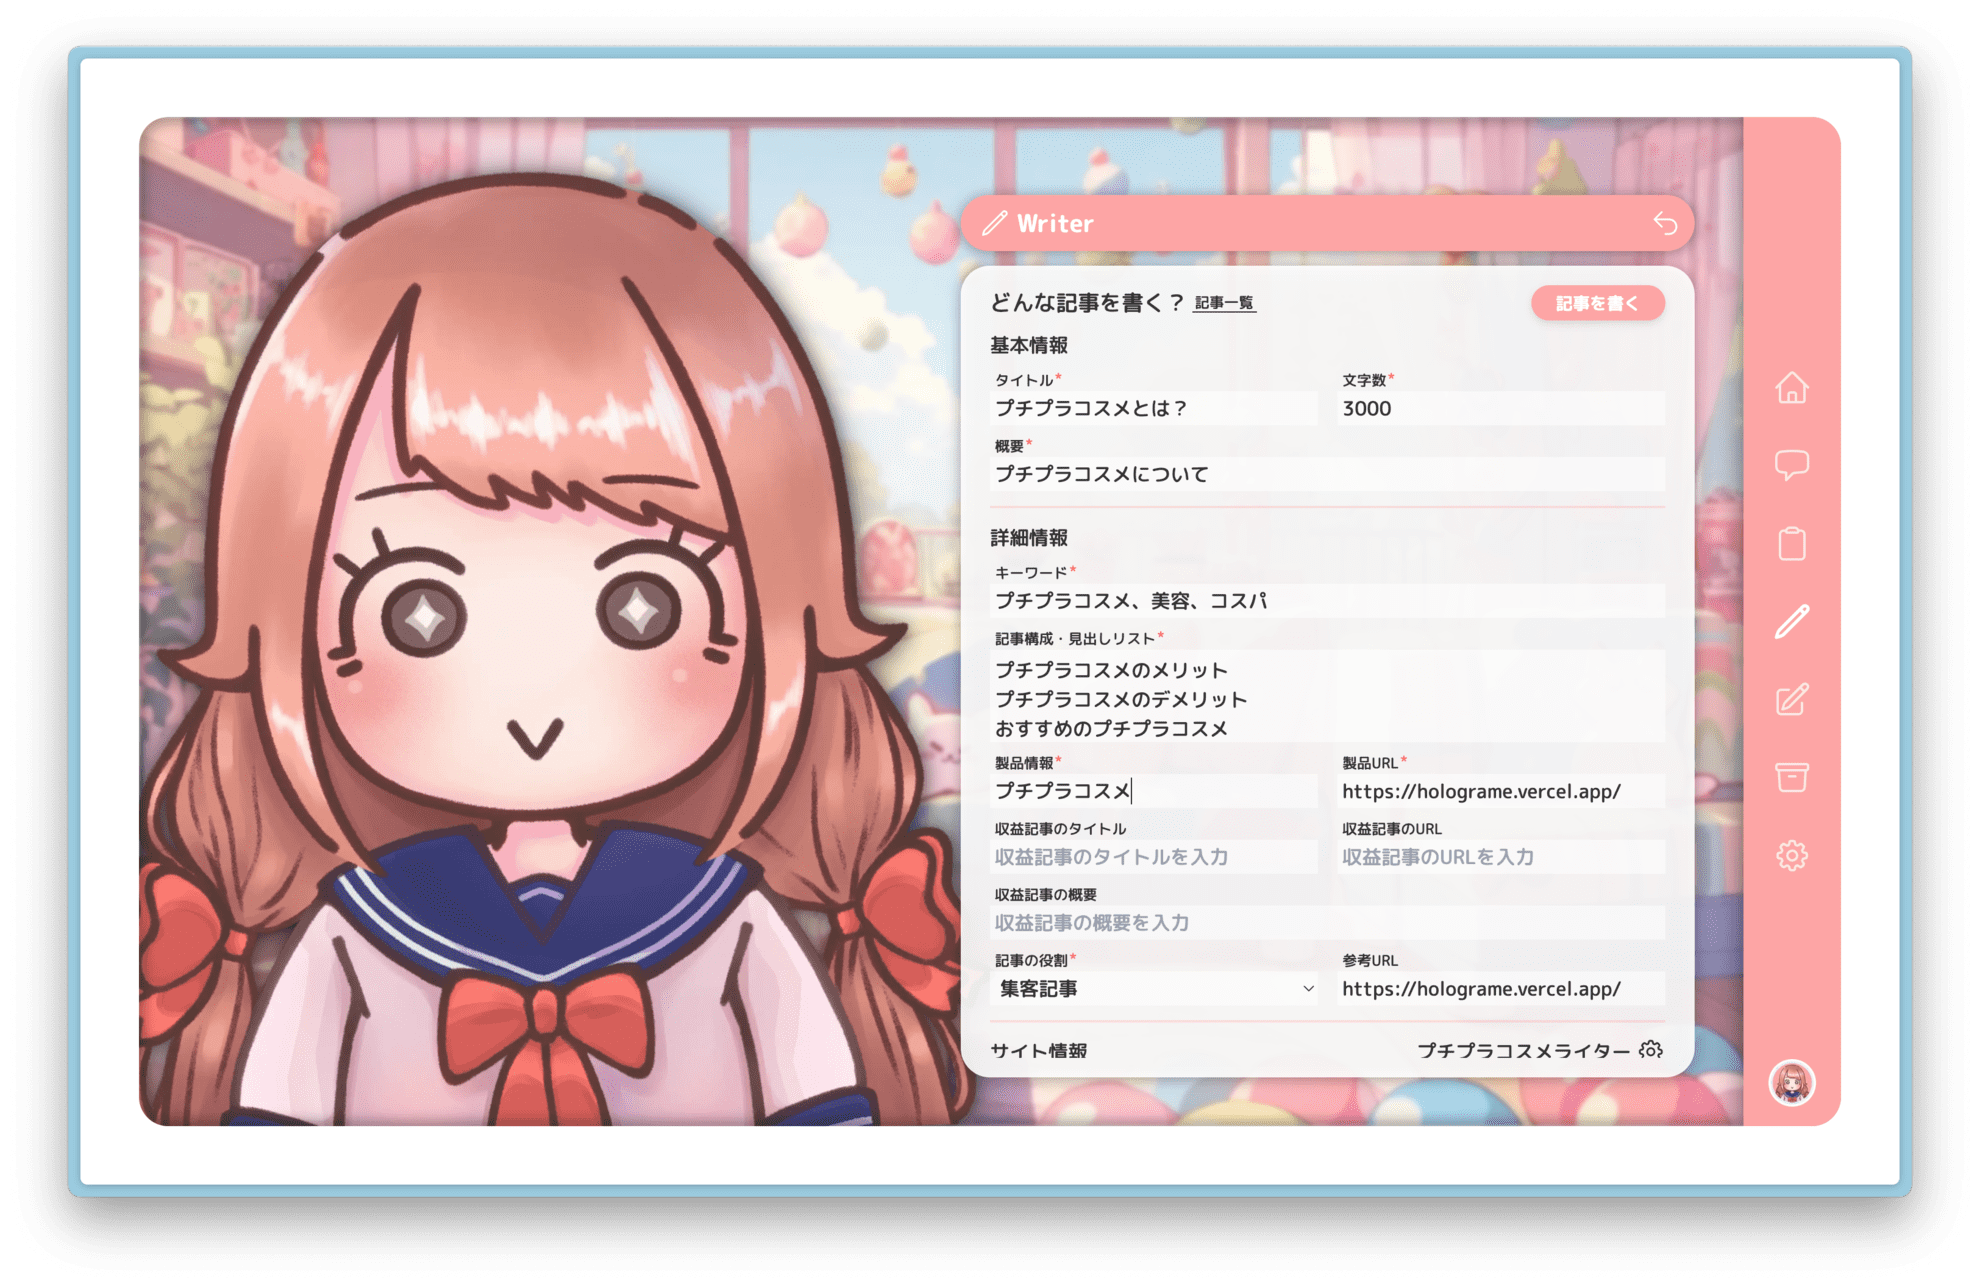 Writer
どんな記事を書く？ 記事一覧 記事を書く
基本情報
タイトル* 文字数*
プチプラコスメとは？ 3000
概要*
プチプラコスメについて
詳細情報
キーワード*
プチプラコスメ、美容、コスパ
記事構成・見出しリスト*
プチプラコスメのメリット
プチプラコスメのデメリット
おすすめのプチプラコスメ
製品情報* 製品URL*
プチプラコスメ https://holograme.vercel.app/
収益記事のタイトル 収益記事のURL
収益記事のタイトルを入力 収益記事のURLを入力
収益記事の概要
収益記事の概要を入力
記事の役割* 参考URL
集客記事 https://holograme.vercel.app/
サイト情報 プチプラコスメライター